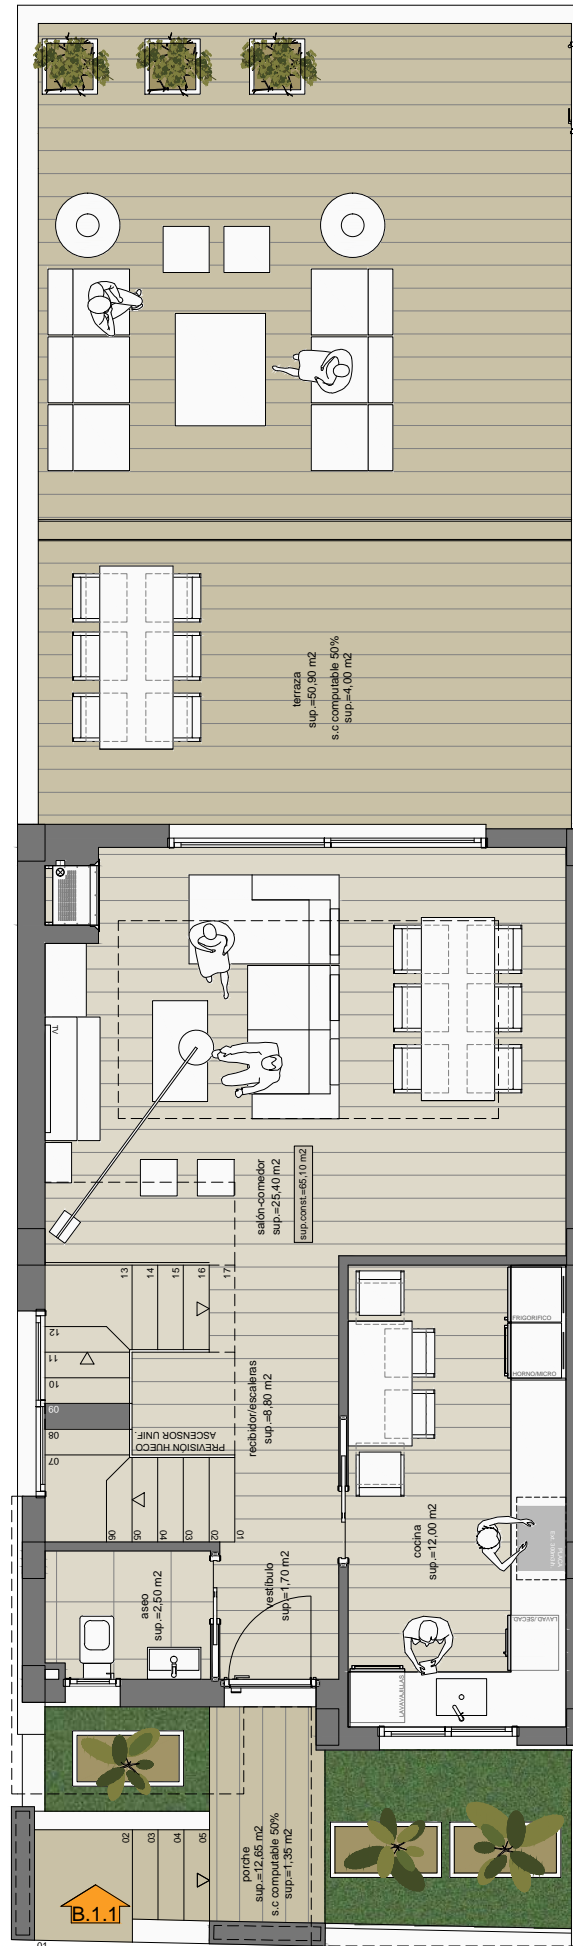 terraza
sup.=50,90 m2
s.c computable 50%
sup.=4,00 m2
TV
salón-comedor
sup.=25,40 m2
sup.const.=65,10 m2
13
14
15
16
17
12
11
10
09
08
07
PREVISIÓN HUECO
ASCENSOR UNIF.
recibidor/escaleras
sup.=8,80 m2
FRIGORIFICO
HORNO/MICRO
06
05
04
03
02
01
cocina
sup.=12,00 m2
PLACA
LAVAD/SECAD
LAVAVAJILLAS
aseo
sup.=2,50 m2
vestíbulo
sup.=1,70 m2
porche
sup.=12,65 m2
s.c computable 50%
sup.=1,35 m2
02
03
04
05
01
B.1.1